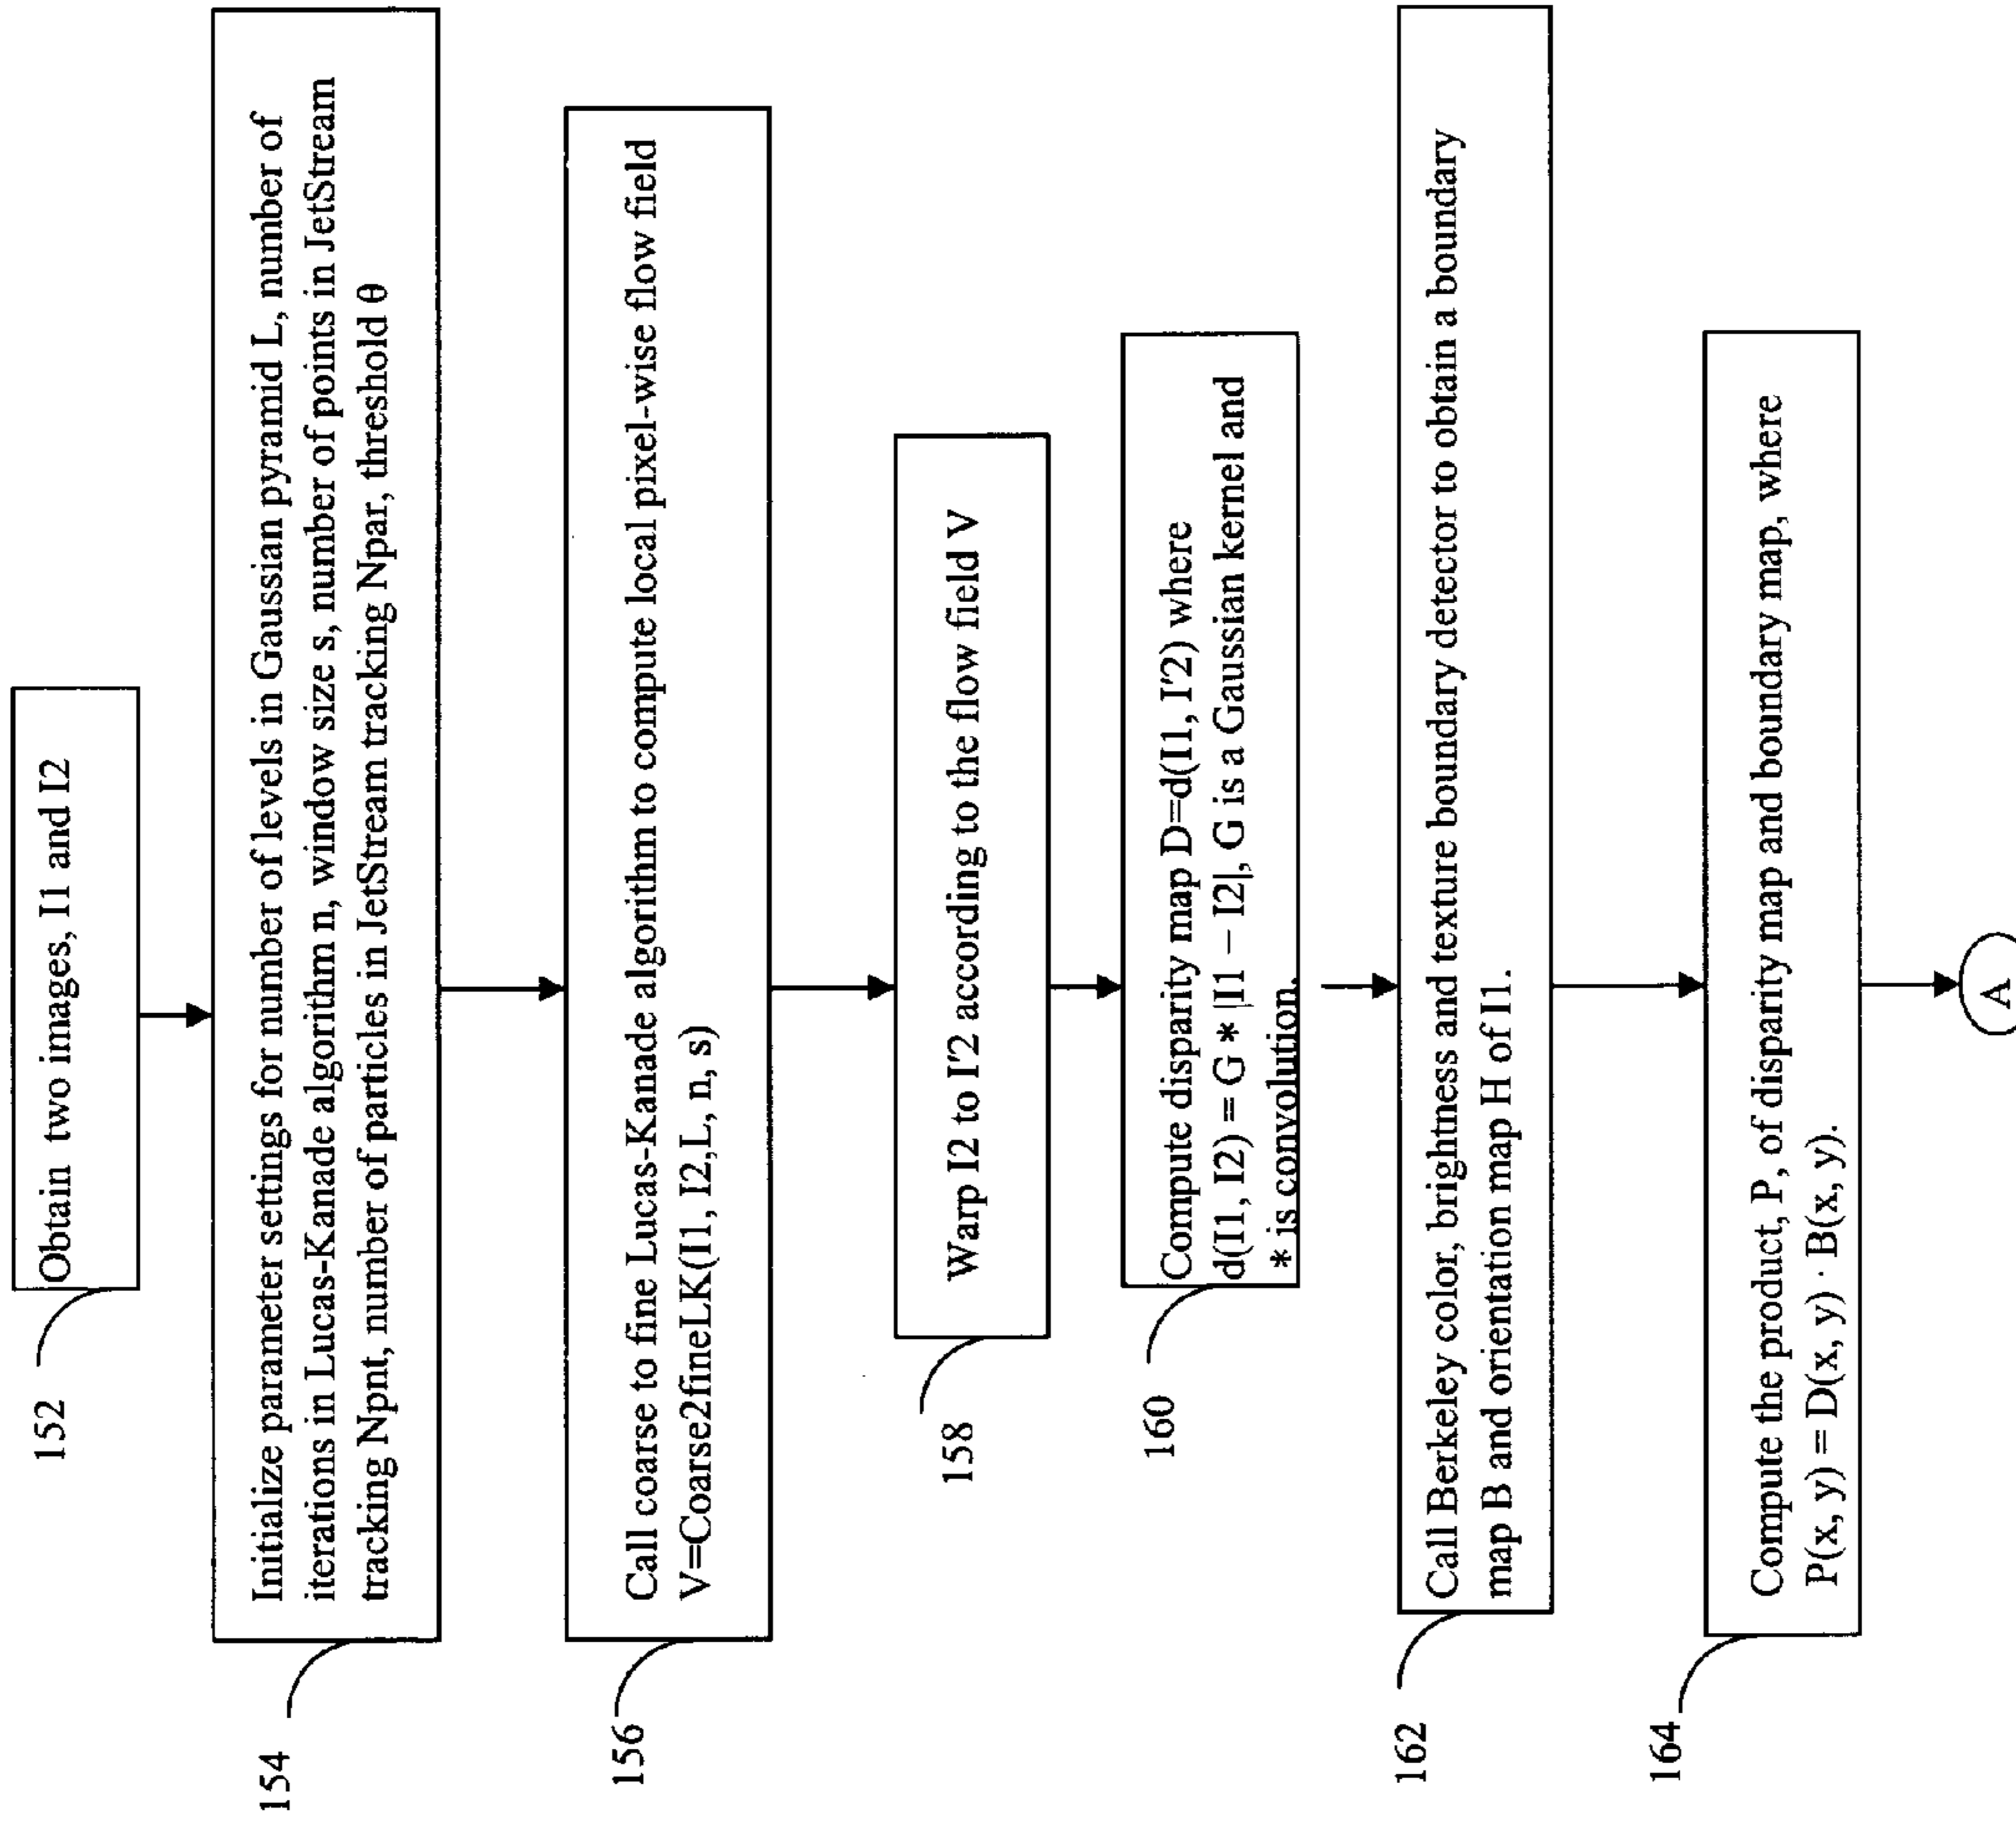 152
Obtain two images, I1 and I2
154
Initialize parameter settings for number of levels in Gaussian pyramid L, number of
iterations in Lucas-Kanade algorithm n, window size s, number of points in JetStream
tracking Npnt, number of particles in JetStream tracking Npar, threshold θ
156
Call coarse to fine Lucas-Kanade algorithm to compute local pixel-wise flow field
V=Coarse2fineLK(I1, I2,L, n, s)
158
Warp I2 to I'2 according to the flow field V
160
Compute disparity map D=d(I1, I'2) where
d(I1, I2) = G * |I1 – I2|, G is a Gaussian kernel and
* is convolution.
162
Call Berkeley color, brightness and texture boundary detector to obtain a boundary
map B and orientation map H of I1.
164
Compute the product, P, of disparity map and boundary map, where
P(x, y) = D(x, y) · B(x, y).
A